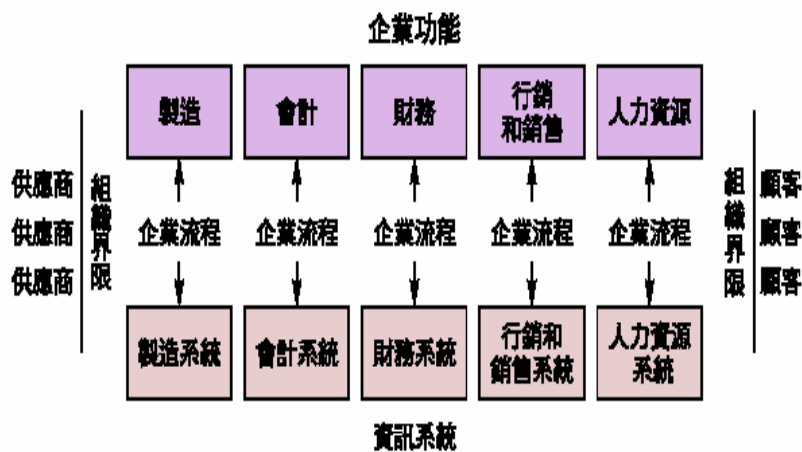 企業功能
製造
會計
財務
行銷
和銷售
人力資源
供應商
供應商
供應商
組織界限
企業流程
企業流程
企業流程
企業流程
企業流程
組織界限
顧客
顧客
顧客
製造系統
會計系統
財務系統
行銷和
銷售系統
人力資源
系統
資訊系統